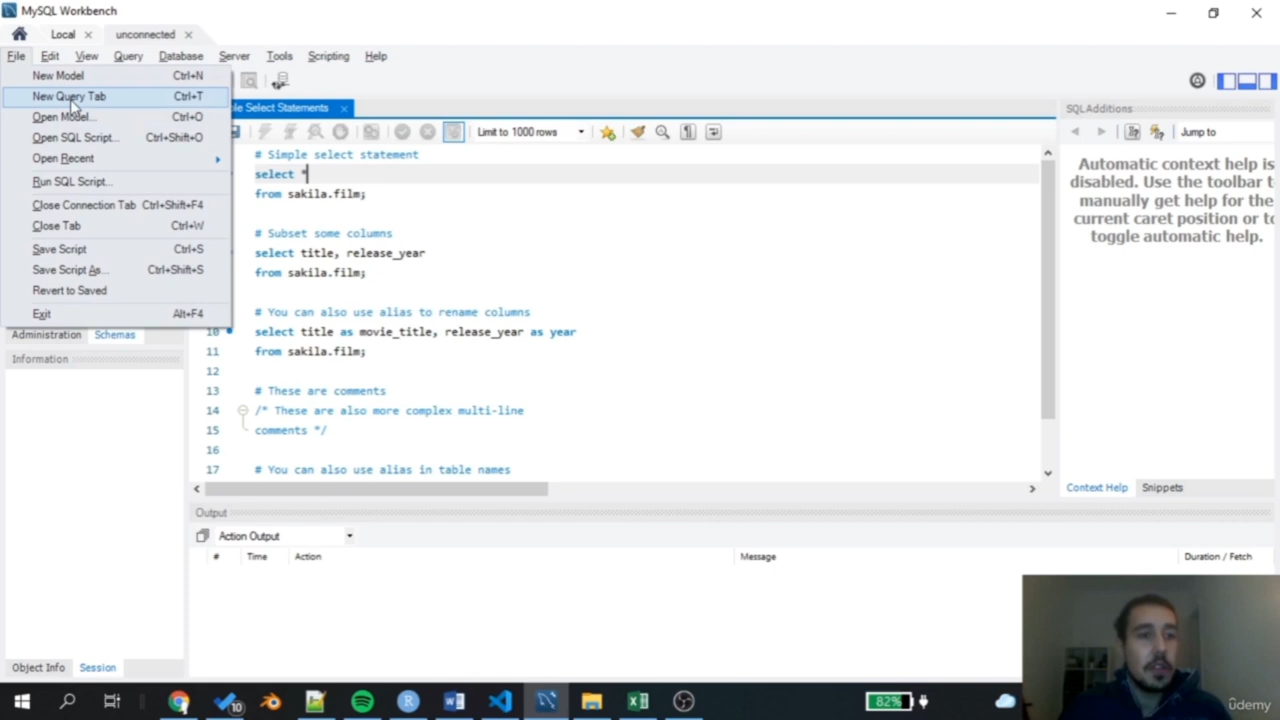 MySQL Workbench
Local
unconnected
File Edit View Query Database Server Tools Scripting Help
New Model Ctrl+N
New Query Tab Ctrl+T
Open Model... Ctrl+O
Open SQL Script... Ctrl+Shift+O
Open Recent
Run SQL Script...
Close Connection Tab Ctrl+Shift+F4
Close Tab Ctrl+W
Save Script Ctrl+S
Save Script As... Ctrl+Shift+S
Revert to Saved
Exit Alt+F4
Administration Schemas
Information
Object Info Session
le Select Statements
Limit to 1000 rows
# Simple select statement
select *
from sakila.film;
# Subset some columns
select title, release_year
from sakila.film;
# You can also use alias to rename columns
10 select title as movie_title, release_year as year
11 from sakila.film;
12
13 # These are comments
14 /* These are also more complex multi-line
15 comments */
16
17 # You can also use alias in table names
SQLAdditions
Jump to
Automatic context help is
disabled. Use the toolbar t
manually get help for the
current caret position or to
toggle automatic help.
Context Help Snippets
Output
Action Output
# Time Action Message Duration / Fetch
10
82%
ûdemy